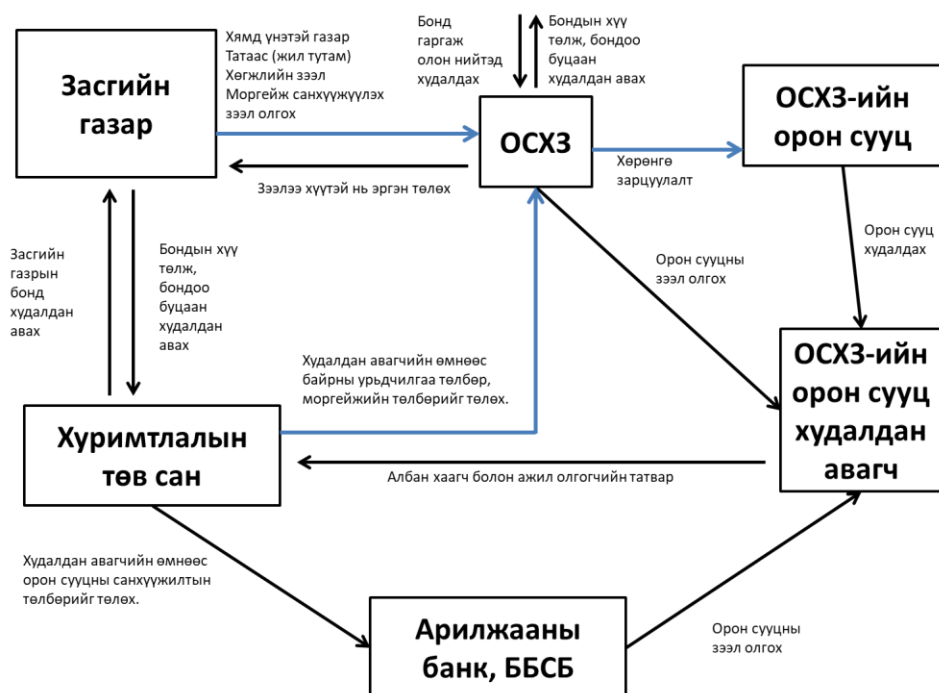 Засгийн
газар
Хямд үнэтэй газар
Татаас (жил тутам)
Хөгжлийн зээл
Моргейж санхүүжүүлэх
зээл олгох
Бонд
гаргаж
олон нийтэд
худалдах
Бондын хүү
төлж, бондоо
буцаан
худалдан авах
ОСХЗ
ОСХЗ-ийн
орон сууц
Хөрөнгө
зарцуулалт
Зээлээ хүүтэй нь эргэн төлөх
Засгийн
газрын
бонд
худалдан
авах
Бондын хүү
төлж,
бондоо
буцаан
худалдан
авах
Орон сууцны
зээл олгох
Орон сууц
худалдах
Худалдан авагчийн өмнөөс
байрны урьдчилгаа төлбөр,
моргейжийн төлбөрийг төлөх.
ОСХЗ-ийн
орон сууц
худалдан
авагч
Хуримтлалын
төв сан
Албан хаагч болон ажил олгогчийн татвар
Худалдан авагчийн өмнөөс
орон сууцны санхүүжилтын
төлбөрийг төлөх.
Арилжааны
банк, ББСБ
Орон сууцны
зээл олгох